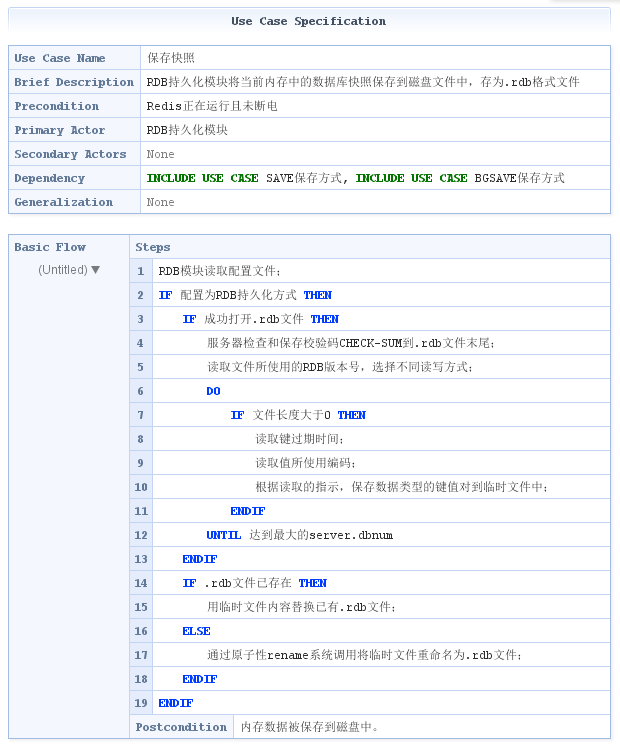 Use Case Specification
Use Case Name 保存快照
Brief Description RDB持久化模块将当前内存中的数据库快照保存到磁盘文件中，存为.rdb格式文件
Precondition Redis正在运行且未断电
Primary Actor RDB持久化模块
Secondary Actors None
Dependency INCLUDE USE CASE SAVE保存方式, INCLUDE USE CASE BGSAVE保存方式
Generalization None
Basic Flow Steps
(Untitled) ▼
1 RDB模块读取配置文件;
2 IF 配置为RDB持久化方式 THEN
3 IF 成功打开.rdb文件 THEN
4 服务器检查和保存校验码CHECK-SUM到.rdb文件末尾;
5 读取文件所使用的RDB版本号，选择不同读写方式;
6 DO
7 IF 文件长度大于0 THEN
8 读取键过期时间;
9 读取值所使用编码;
10 根据读取的指示，保存数据类型的键值对到临时文件中;
11 ENDIF
12 UNTIL 达到最大的server.dbnum
13 ENDIF
14 IF .rdb文件已存在 THEN
15 用临时文件内容替换已有.rdb文件;
16 ELSE
17 通过原子性rename系统调用将临时文件重命名为.rdb文件;
18 ENDIF
19 ENDIF
Postcondition 内存数据被保存到磁盘中。